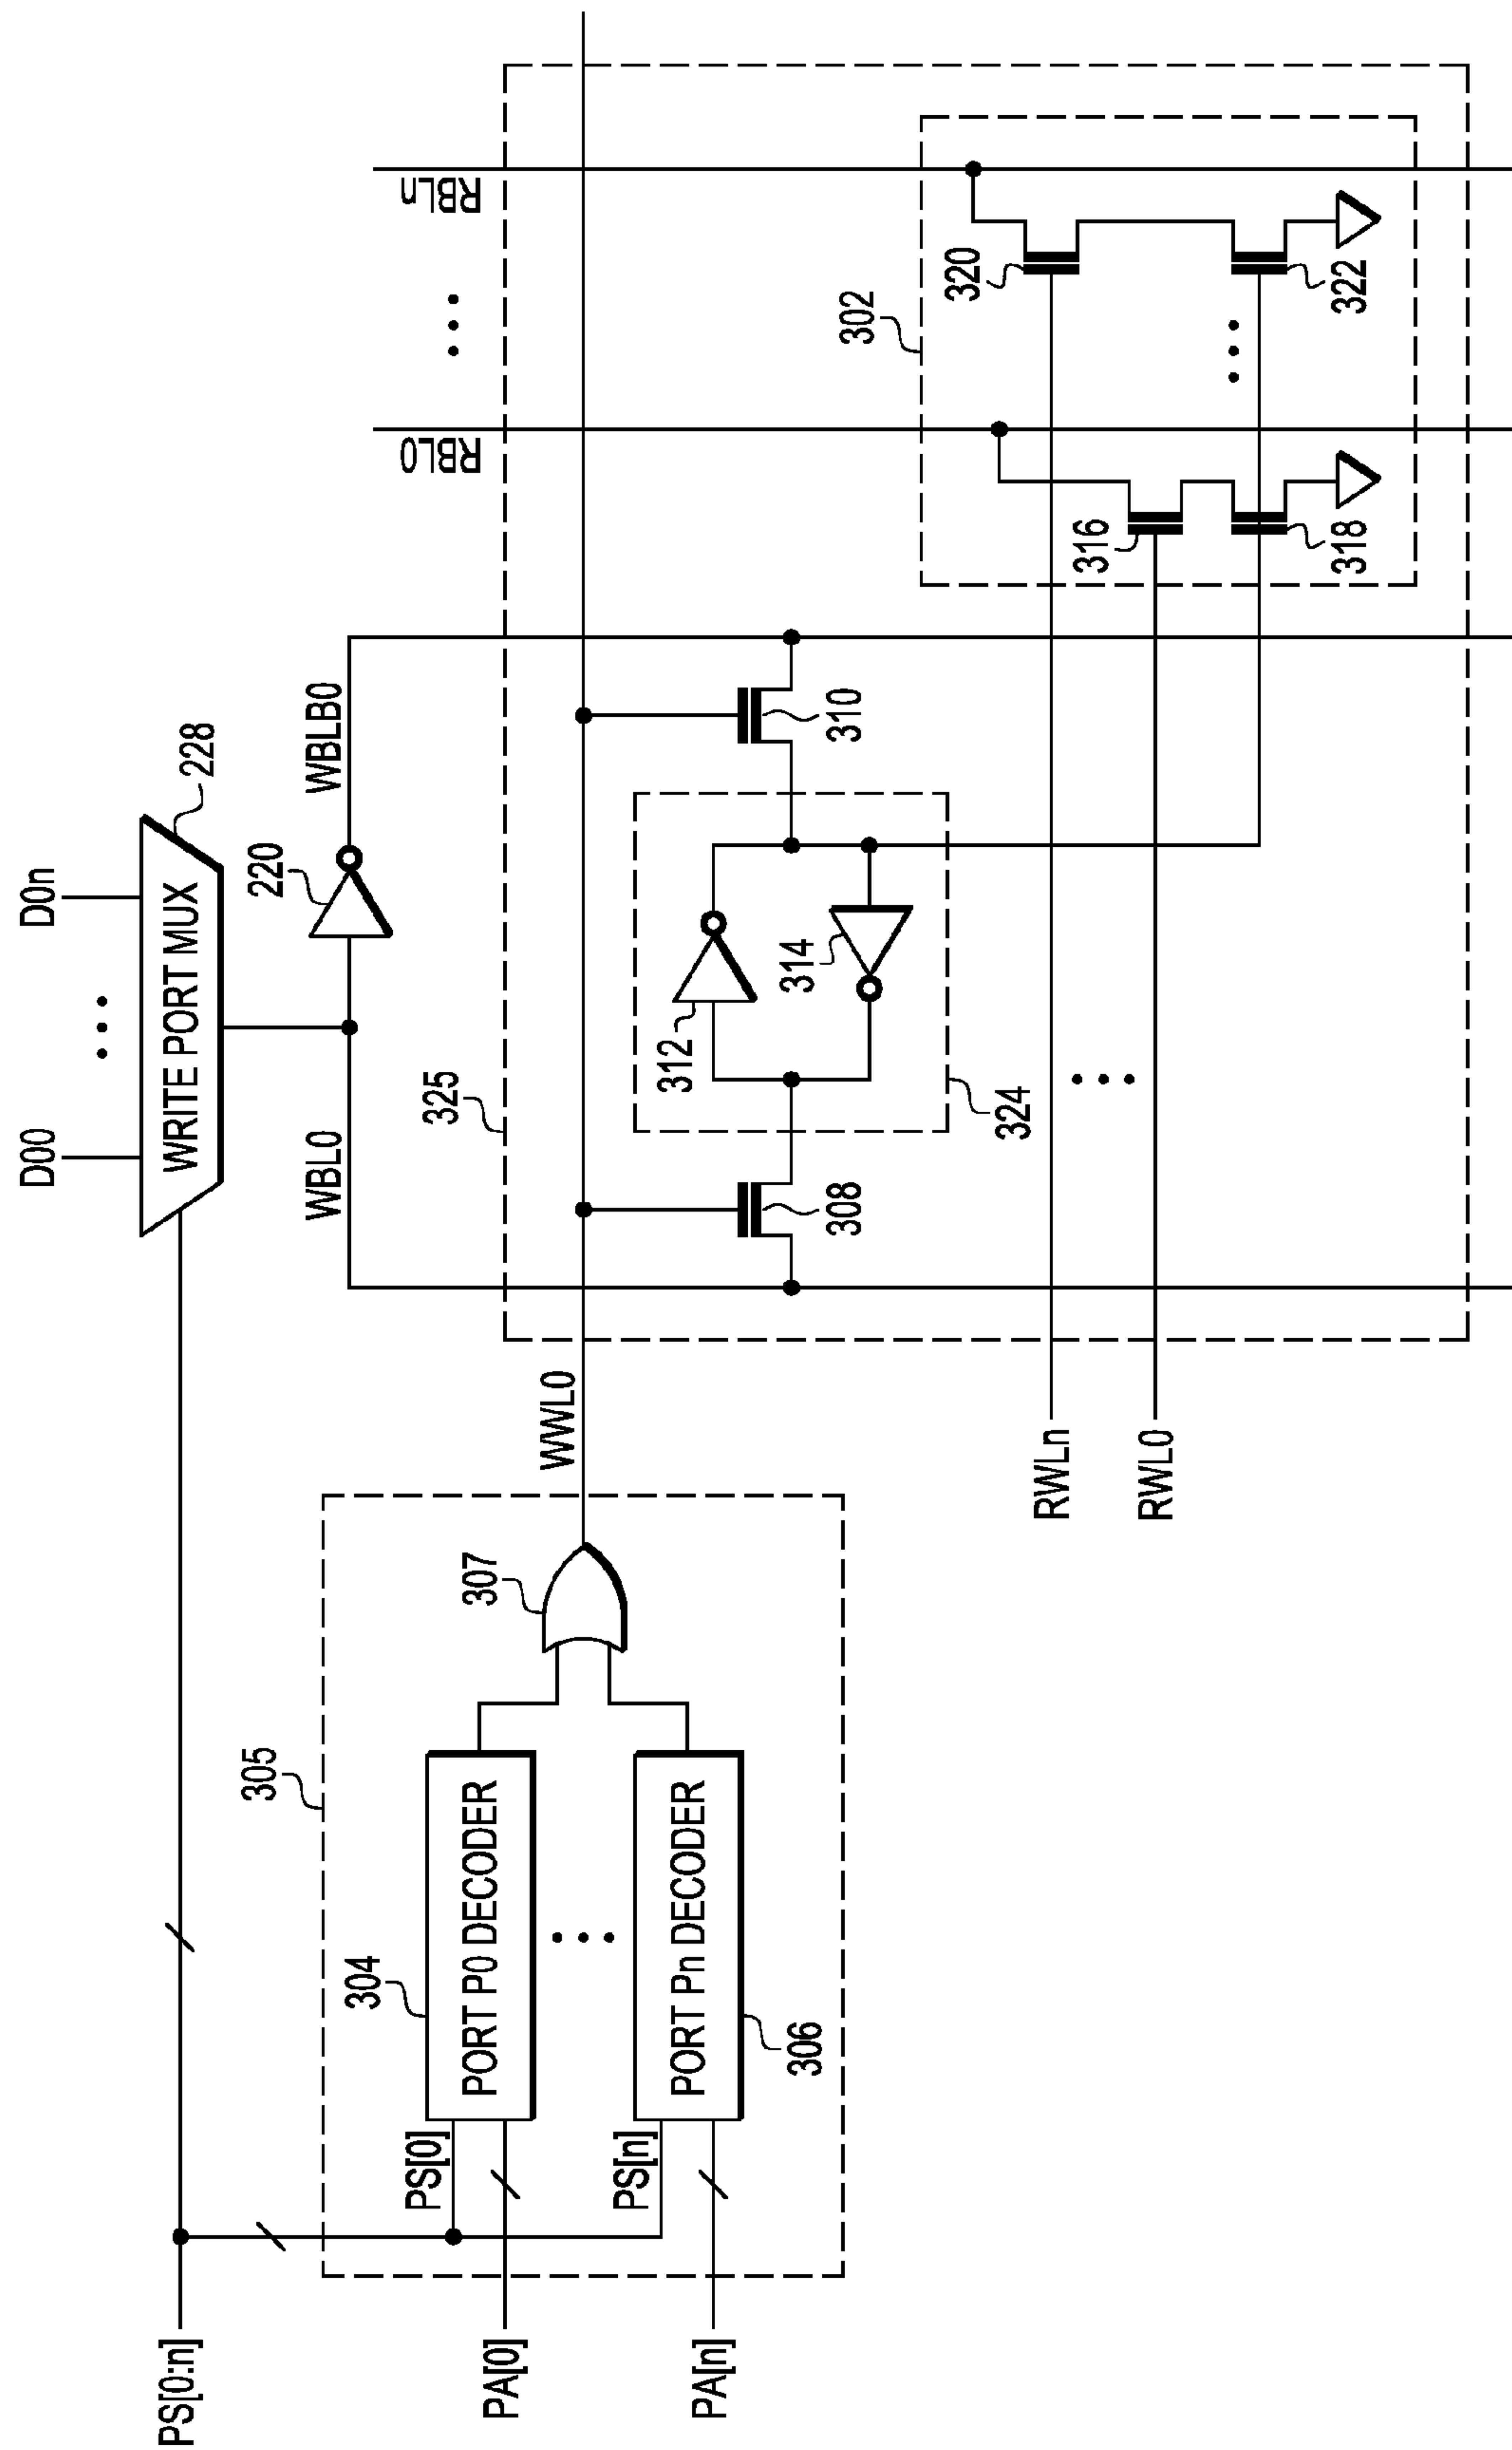 D00
D0n
WRITE PORT MUX
228
PS[0:n]
WBL0
220
WBLB0
RBL0
RBLn
325
305
304
PORT P0 DECODER
PS[0]
PA[0]
307
WWL0
PORT Pn DECODER
PS[n]
PA[n]
306
308
310
312
314
324
302
316
318
320
322
RWLn
RWL0